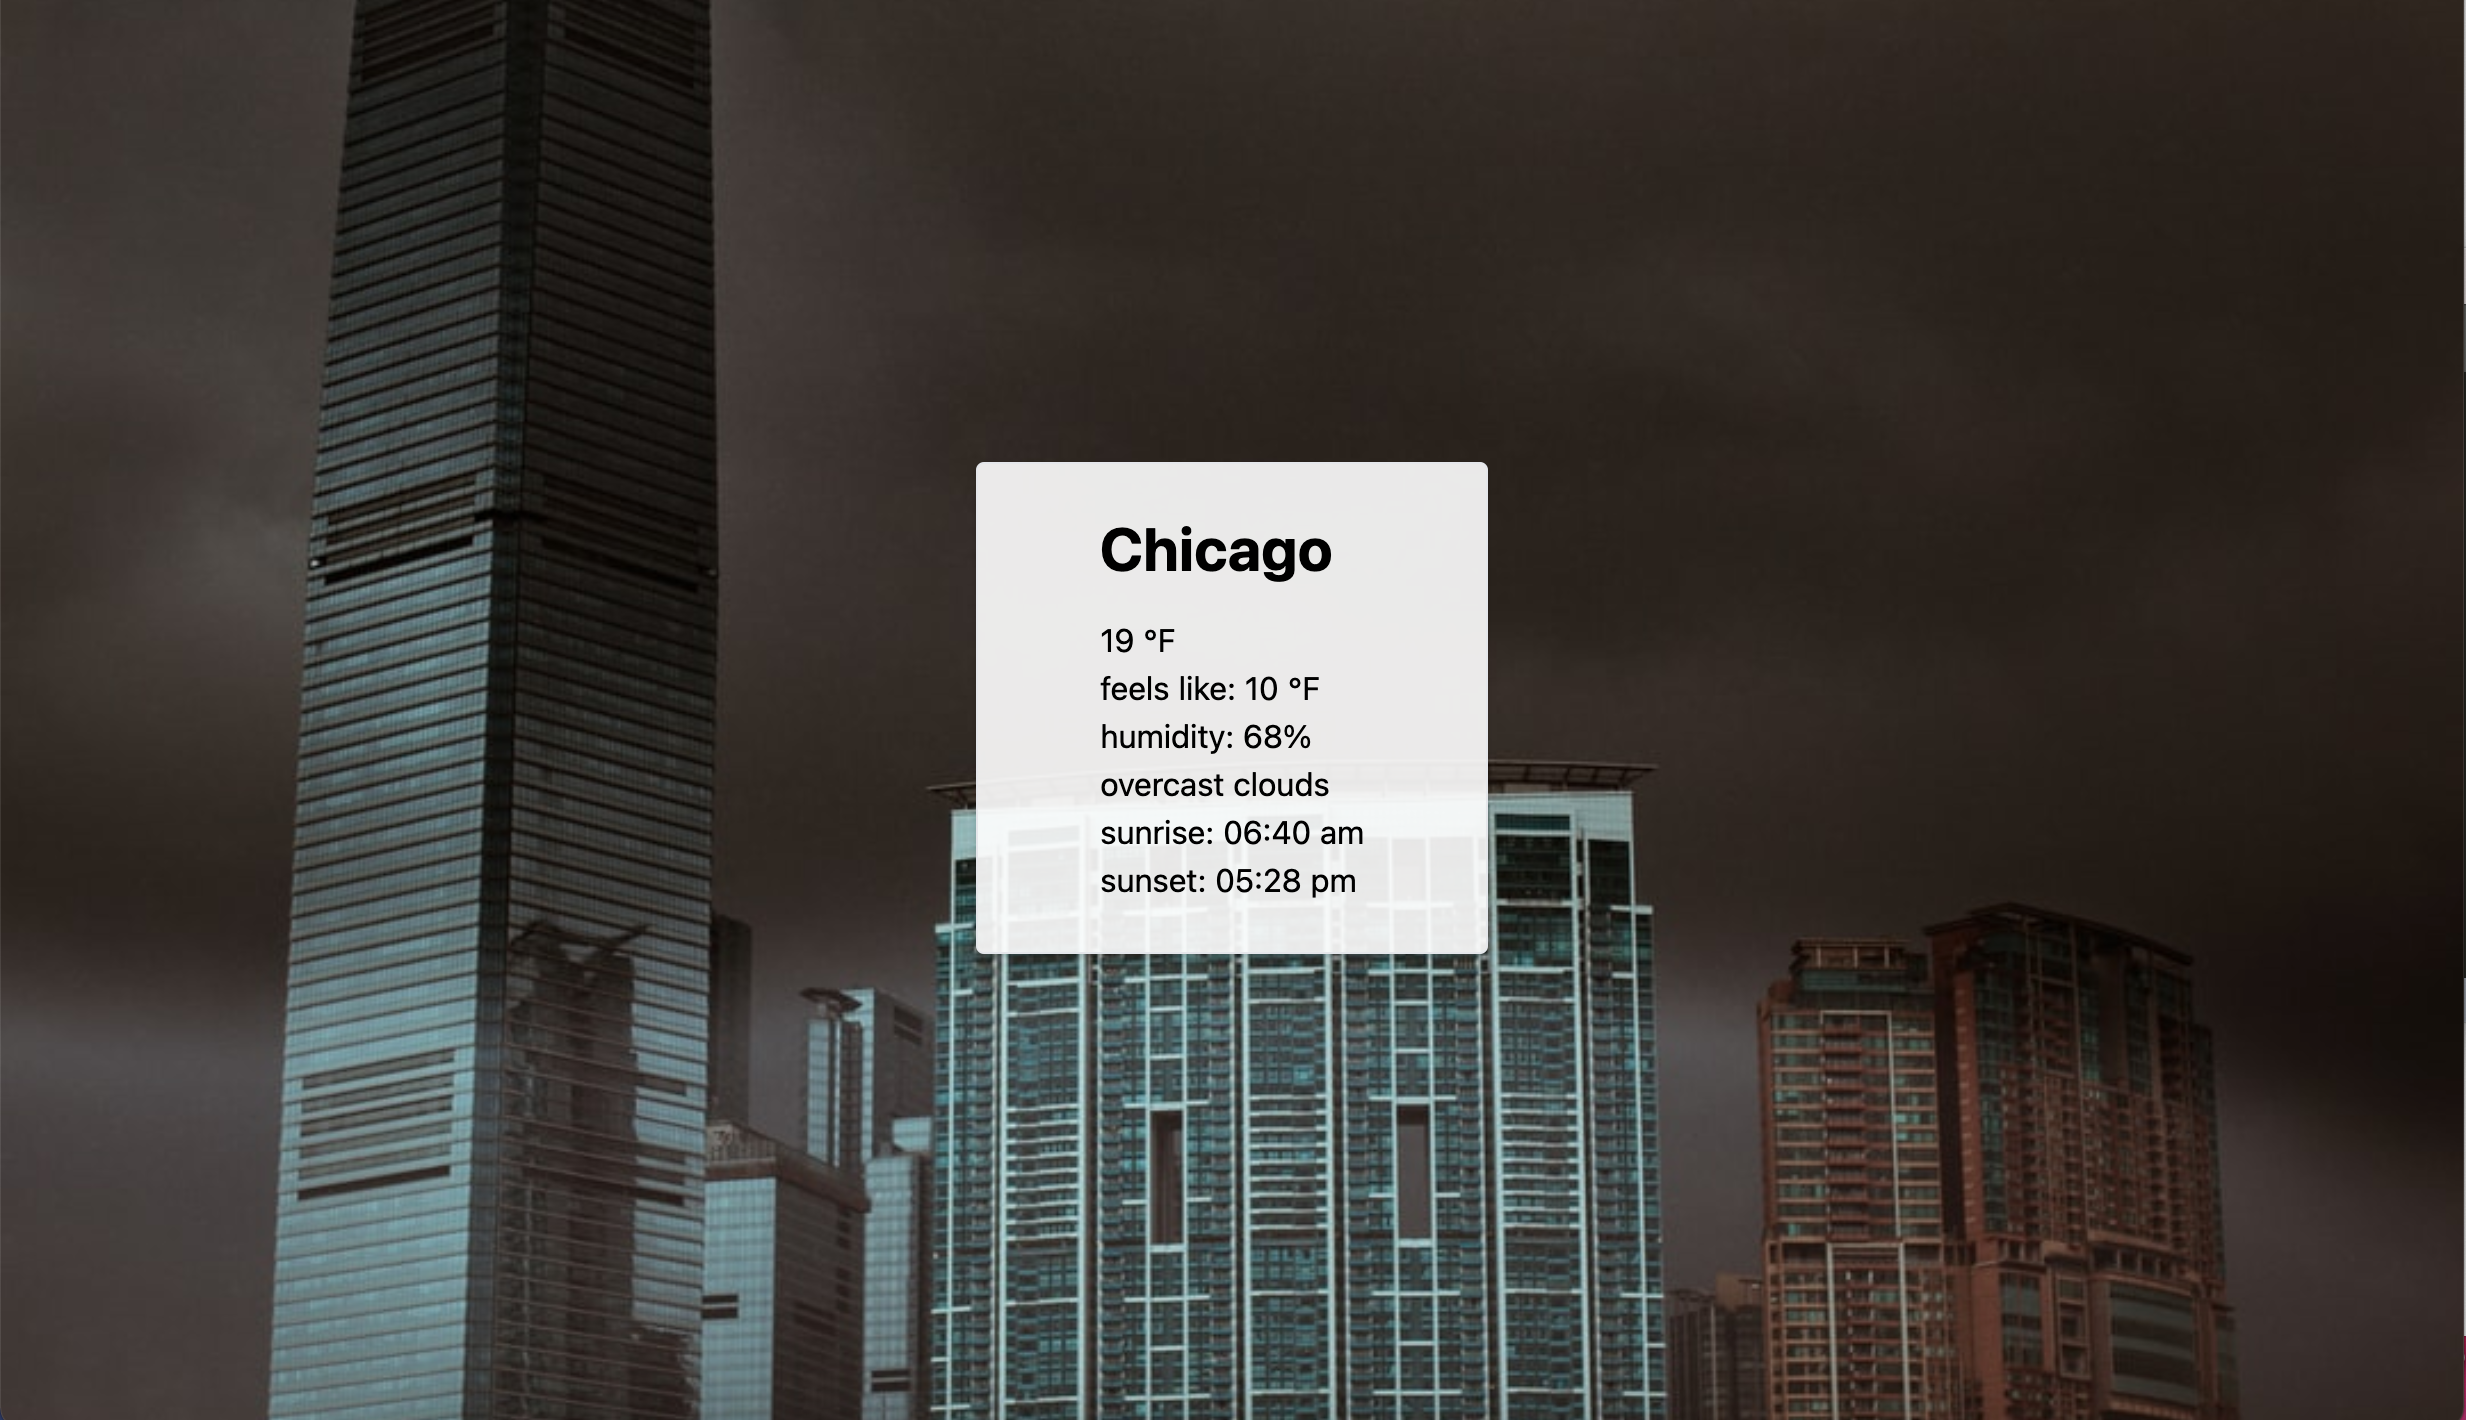 Chicago
19 °F
feels like: 10 °F
humidity: 68%
overcast clouds
sunrise: 06:40 am
sunset: 05:28 pm